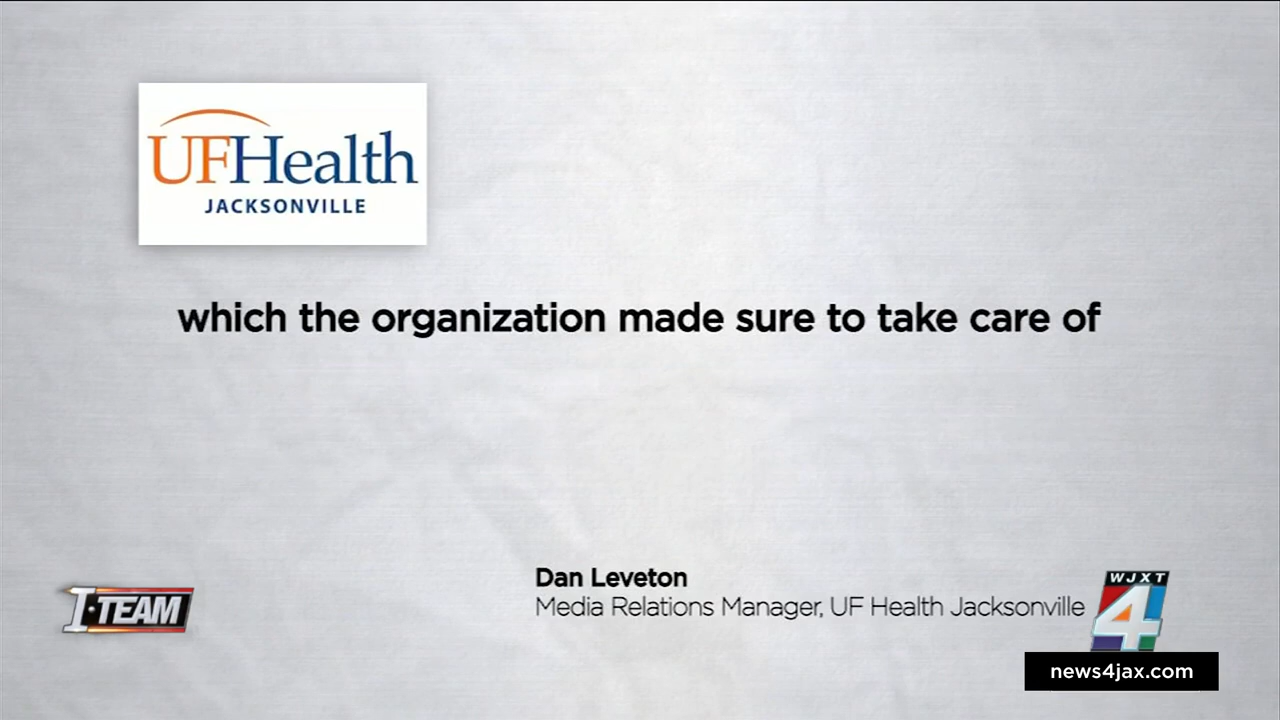 UFHealth
JACKSONVILLE
which the organization made sure to take care of
Dan Leveton
Media Relations Manager, UF Health Jacksonville
I-TEAM
WJXT
4
news4jax.com